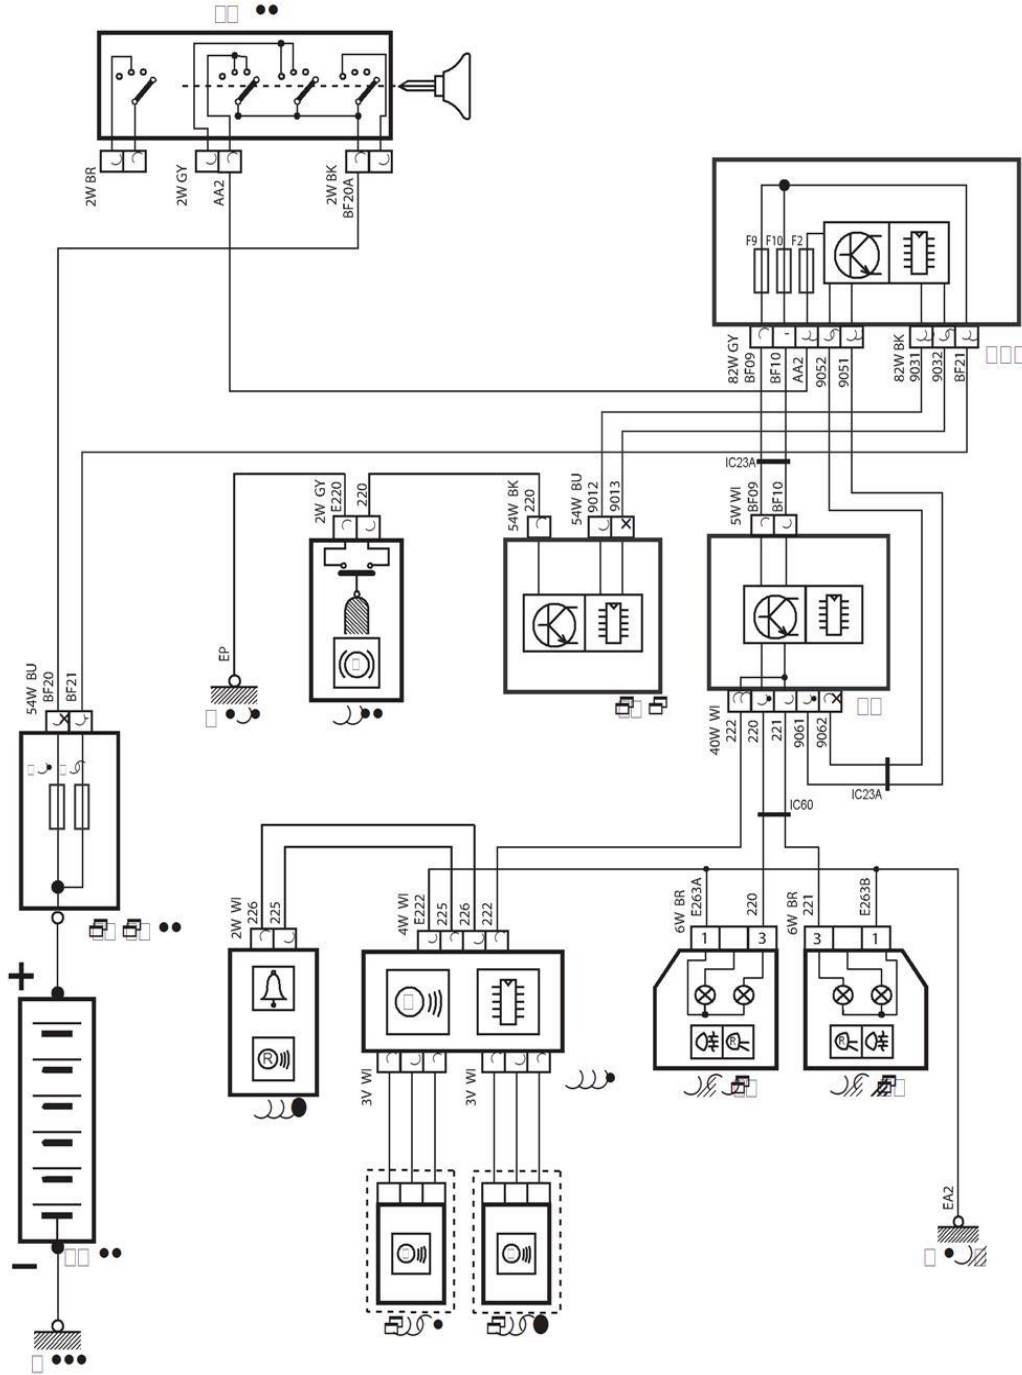 2W BR
2W GY
AA2
2W BK
BF20A
F9
F10
F2
82W GY
BF09
BF10
AA2
9052
9051
82W BK
9031
9032
BF21
IC23A
2W GY
E220
220
54W BK
220
54W BU
9012
9013
5W WI
BF09
BF10
EP
54W BU
BF20
BF21
40W WI
222
220
221
9061
9062
IC23A
IC60
2W WI
226
225
4W WI
E222
225
226
222
6W BR
E263A
220
6W BR
221
E263B
1
3
3
1
+
R
R
R
3V WI
3V WI
EA2
−